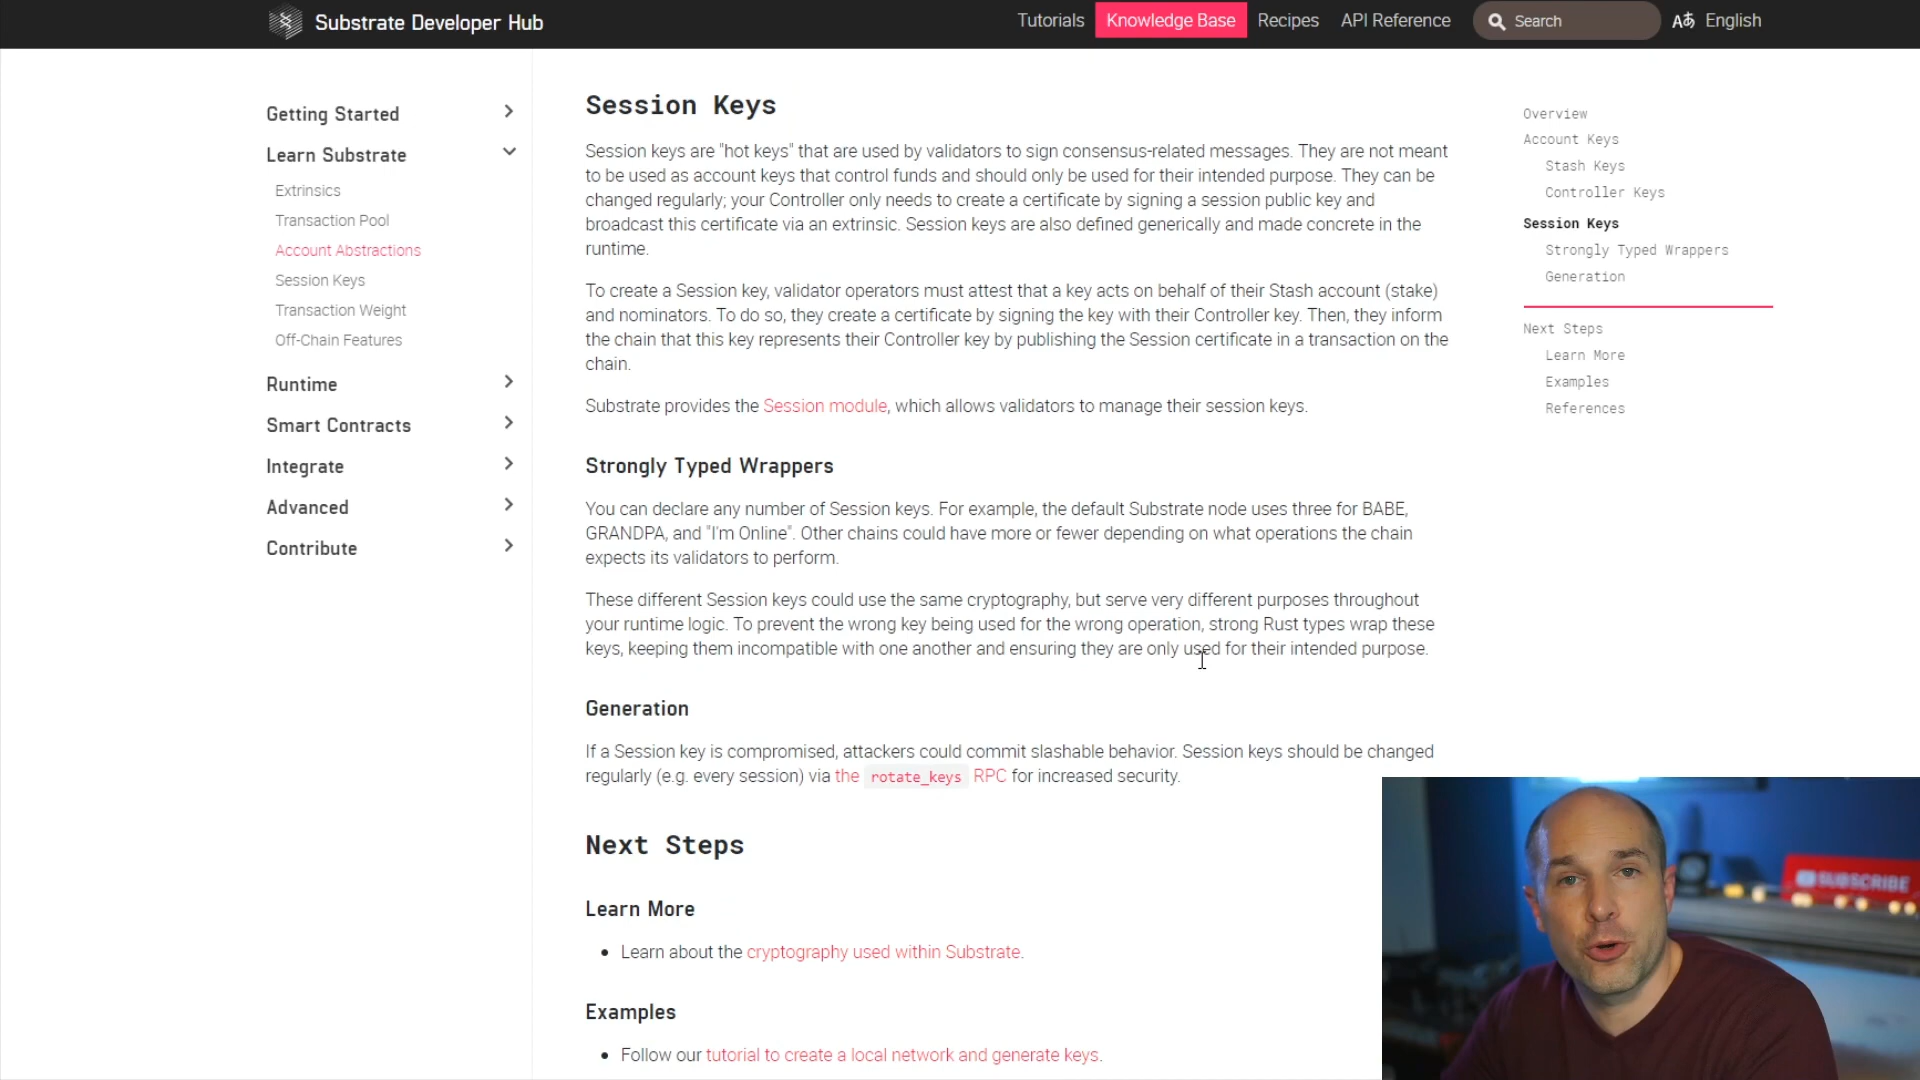 Substrate Developer Hub
Tutorials
Knowledge Base
Recipes
API Reference
Search
Aあ English
Getting Started
Learn Substrate
Extrinsics
Transaction Pool
Account Abstractions
Session Keys
Transaction Weight
Off-Chain Features
Runtime
Smart Contracts
Integrate
Advanced
Contribute
Session Keys
Session keys are "hot keys" that are used by validators to sign consensus-related messages. They are not meant
to be used as account keys that control funds and should only be used for their intended purpose. They can be
changed regularly; your Controller only needs to create a certificate by signing a session public key and
broadcast this certificate via an extrinsic. Session keys are also defined generically and made concrete in the
runtime.
To create a Session key, validator operators must attest that a key acts on behalf of their Stash account (stake)
and nominators. To do so, they create a certificate by signing the key with their Controller key. Then, they inform
the chain that this key represents their Controller key by publishing the Session certificate in a transaction on the
chain.
Substrate provides the Session module, which allows validators to manage their session keys.
Strongly Typed Wrappers
You can declare any number of Session keys. For example, the default Substrate node uses three for BABE,
GRANDPA, and "I'm Online". Other chains could have more or fewer depending on what operations the chain
expects its validators to perform.
These different Session keys could use the same cryptography, but serve very different purposes throughout
your runtime logic. To prevent the wrong key being used for the wrong operation, strong Rust types wrap these
keys, keeping them incompatible with one another and ensuring they are only used for their intended purpose.
Generation
If a Session key is compromised, attackers could commit slashable behavior. Session keys should be changed
regularly (e.g. every session) via the rotate_keys RPC for increased security.
Next Steps
Learn More
• Learn about the cryptography used within Substrate.
Examples
• Follow our tutorial to create a local network and generate keys.
Overview
Account Keys
Stash Keys
Controller Keys
Session Keys
Strongly Typed Wrappers
Generation
Next Steps
Learn More
Examples
References
SUBSCRIBE